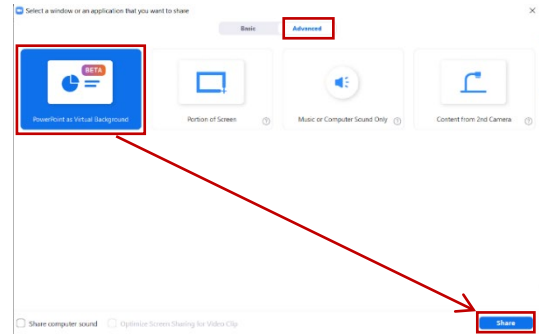 Select a window or an application that you want to share
Basic
Advanced
BETA
PowerPoint as Virtual Background
Portion of Screen
Music or Computer Sound Only
Content from 2nd Camera
Share computer sound
Optimize Screen Sharing for Video Clip
Share